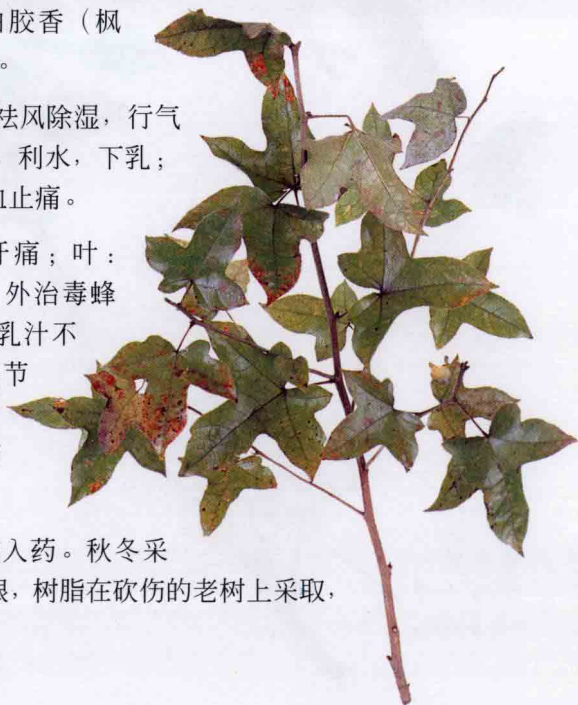 胶香（枫
。
祛风除湿，行气
利水，下乳；
血止痛。
牙痛；叶：
外治毒蜂
乳汁不
节
入药。秋冬采
根，树脂在砍伤的老树上采取，